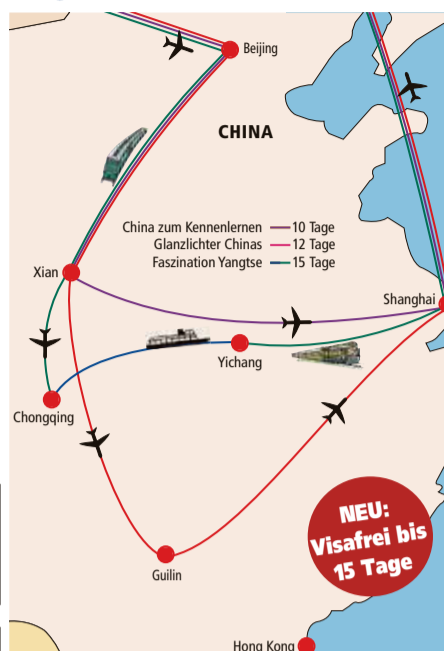 Beijing
CHINA
China zum Kennenlernen 10 Tage
Glanzlichter Chinas 12 Tage
Faszination Yangtse 15 Tage
Xian
Shanghai
Yichang
Chongqing
NEU:
Visafrei bis
15 Tage
Guilin
Hong Kong